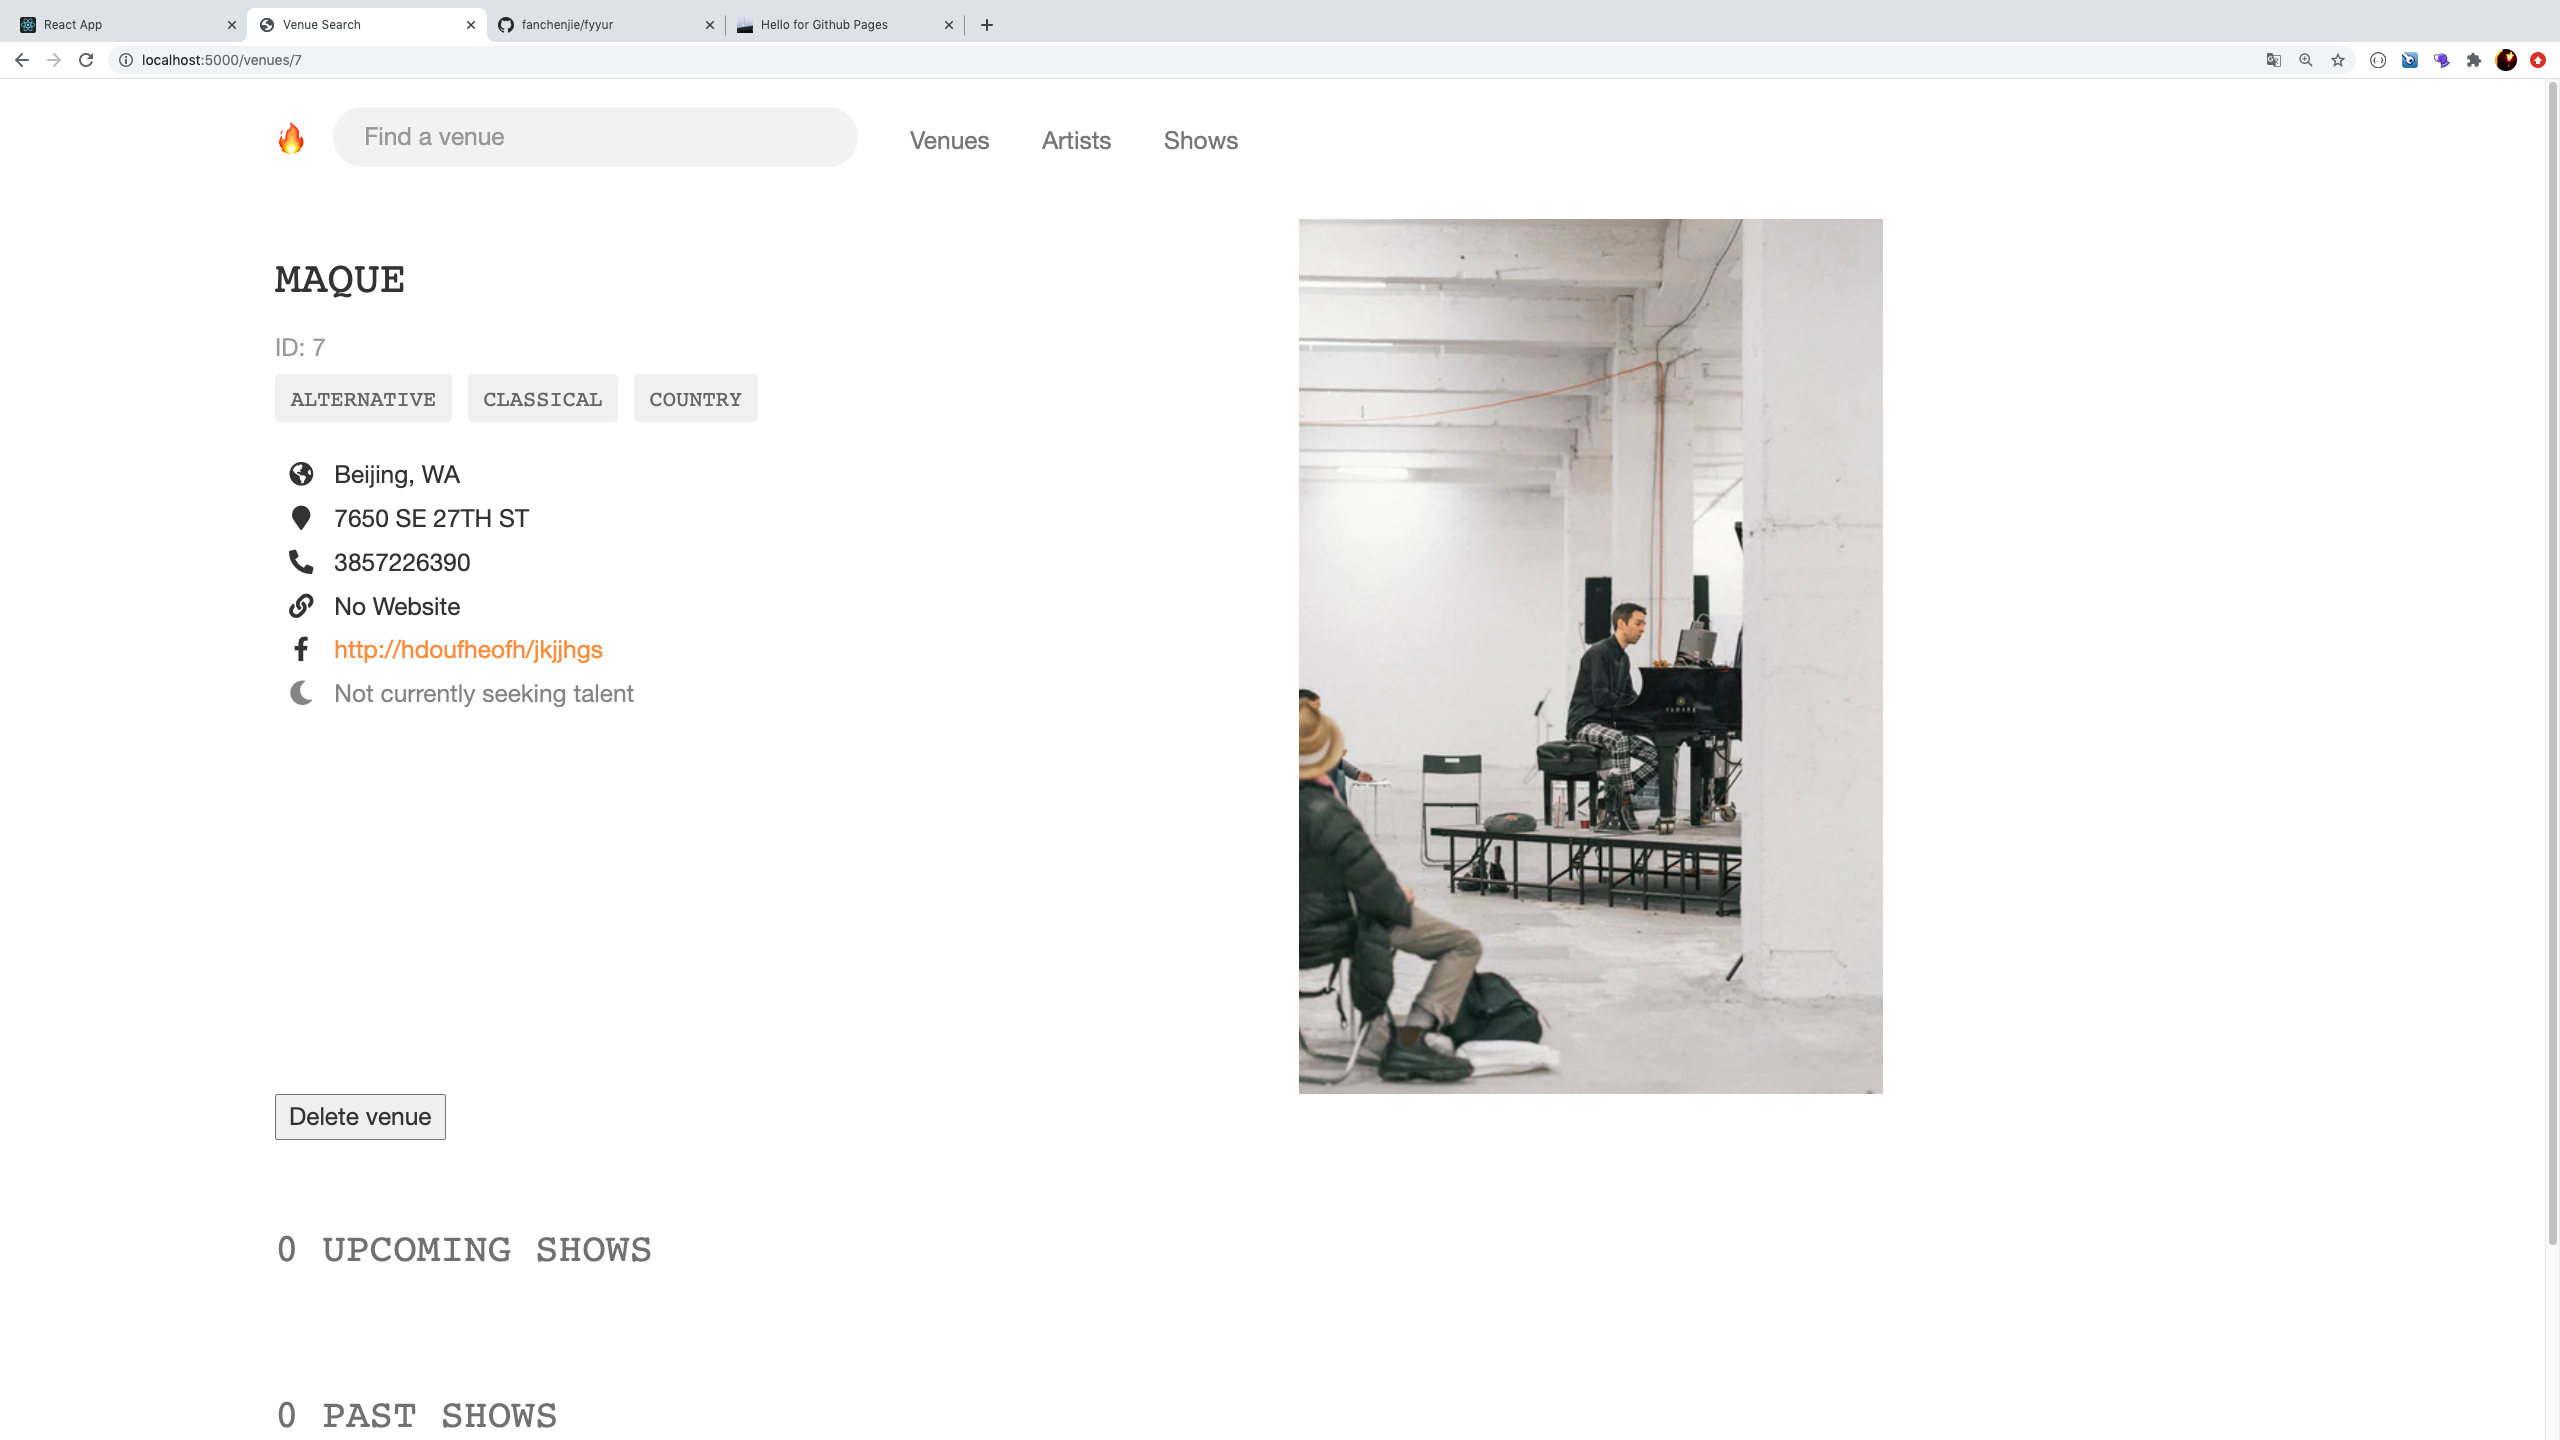 React App
Venue Search
fanchenjie/fyyur
Hello for Github Pages
localhost:5000/venues/7
Find a venue
Venues
Artists
Shows
MAQUE
ID: 7
ALTERNATIVE CLASSICAL COUNTRY
Beijing, WA
7650 SE 27TH ST
3857226390
No Website
http://hdoufheofh/jkjjhgs
Not currently seeking talent
YAMAHA
Delete venue
0 UPCOMING SHOWS
0 PAST SHOWS